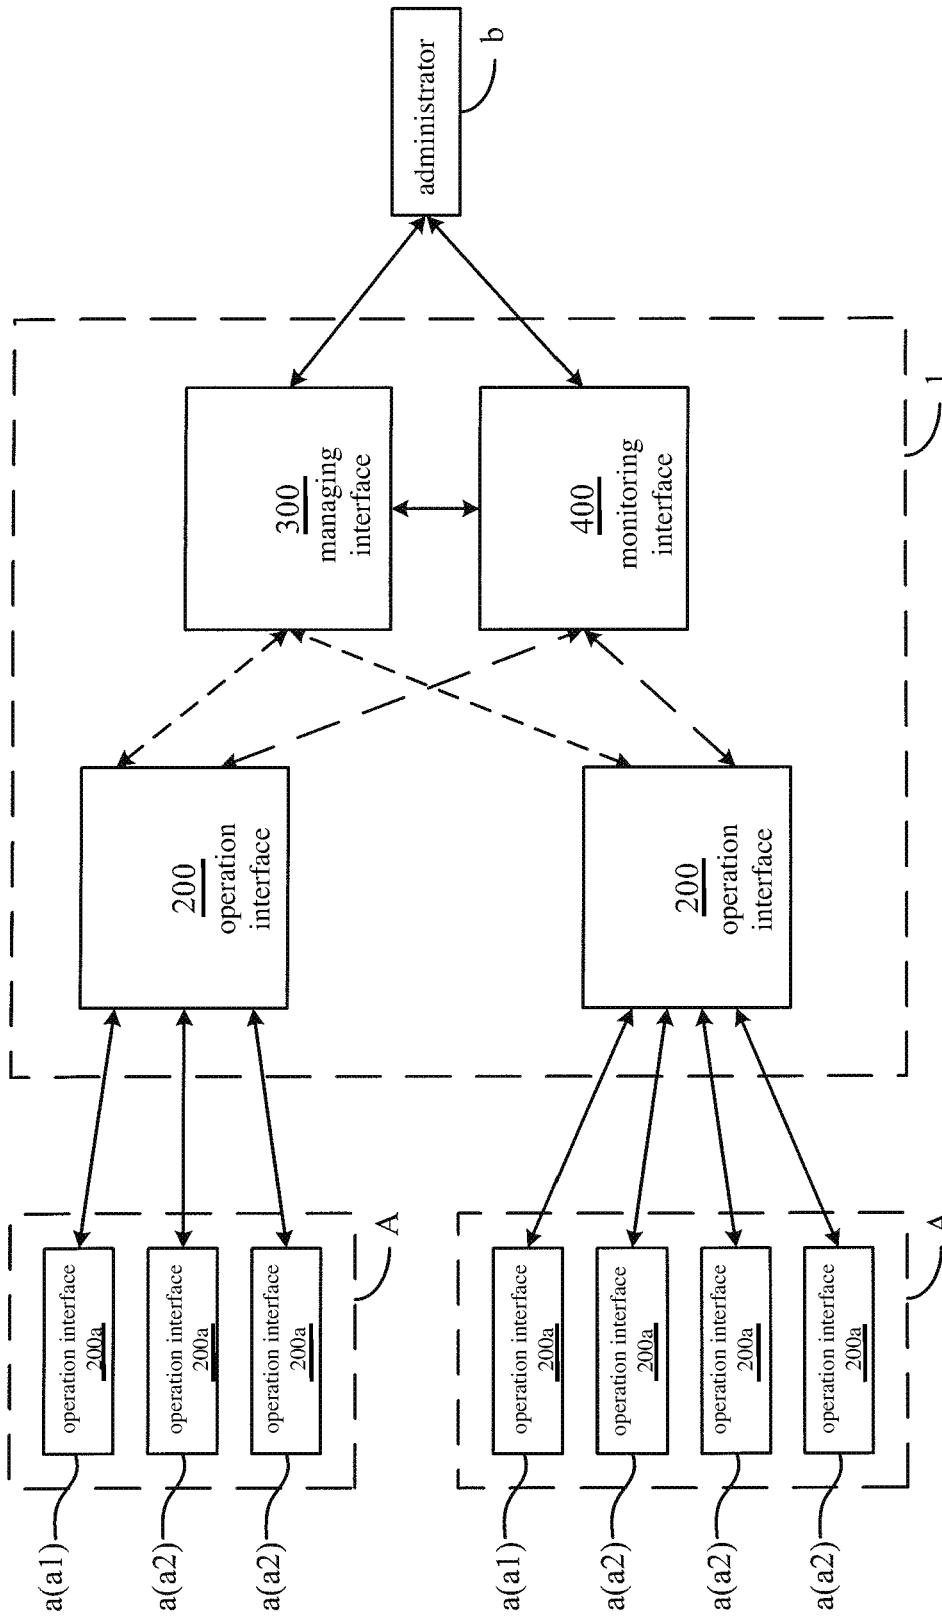 a(a1)
operation interface
200a
a(a2)
operation interface
200a
a(a2)
operation interface
200a
A
a(a1)
operation interface
200a
a(a2)
operation interface
200a
a(a2)
operation interface
200a
a(a2)
operation interface
200a
A
200
operation
interface
200
operation
interface
300
managing
interface
400
monitoring
interface
1
administrator
b